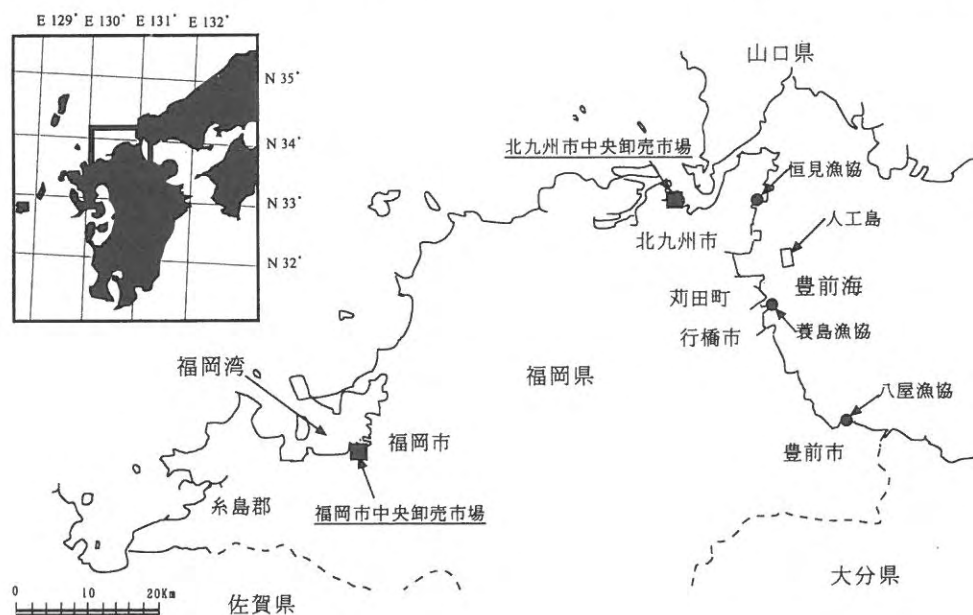 E 129° E 130° E 131° E 132°
N 35°
N 34°
N 33°
N 32°
山口県
北九州市中央卸売市場
恒見漁協
人工島
北九州市
豊前海
苅田町
蓑島漁協
行橋市
福岡湾
福岡県
八屋漁協
福岡市
豊前市
糸島郡
福岡市中央卸売市場
大分県
0 10 20Km
佐賀県